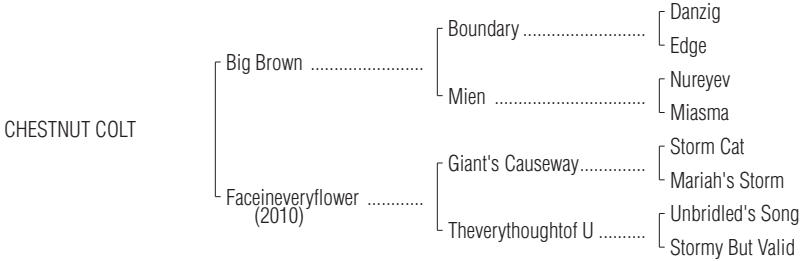 Danzig
Boundary ..........................
Edge
Big Brown ........................
Nureyev
Mien ................................
Miasma
CHESTNUT COLT
Storm Cat
Giant's Causeway..............
Mariah's Storm
Faceineveryflower ............
(2010)
Unbridled's Song
Theverythoughtof U ..........
Stormy But Valid